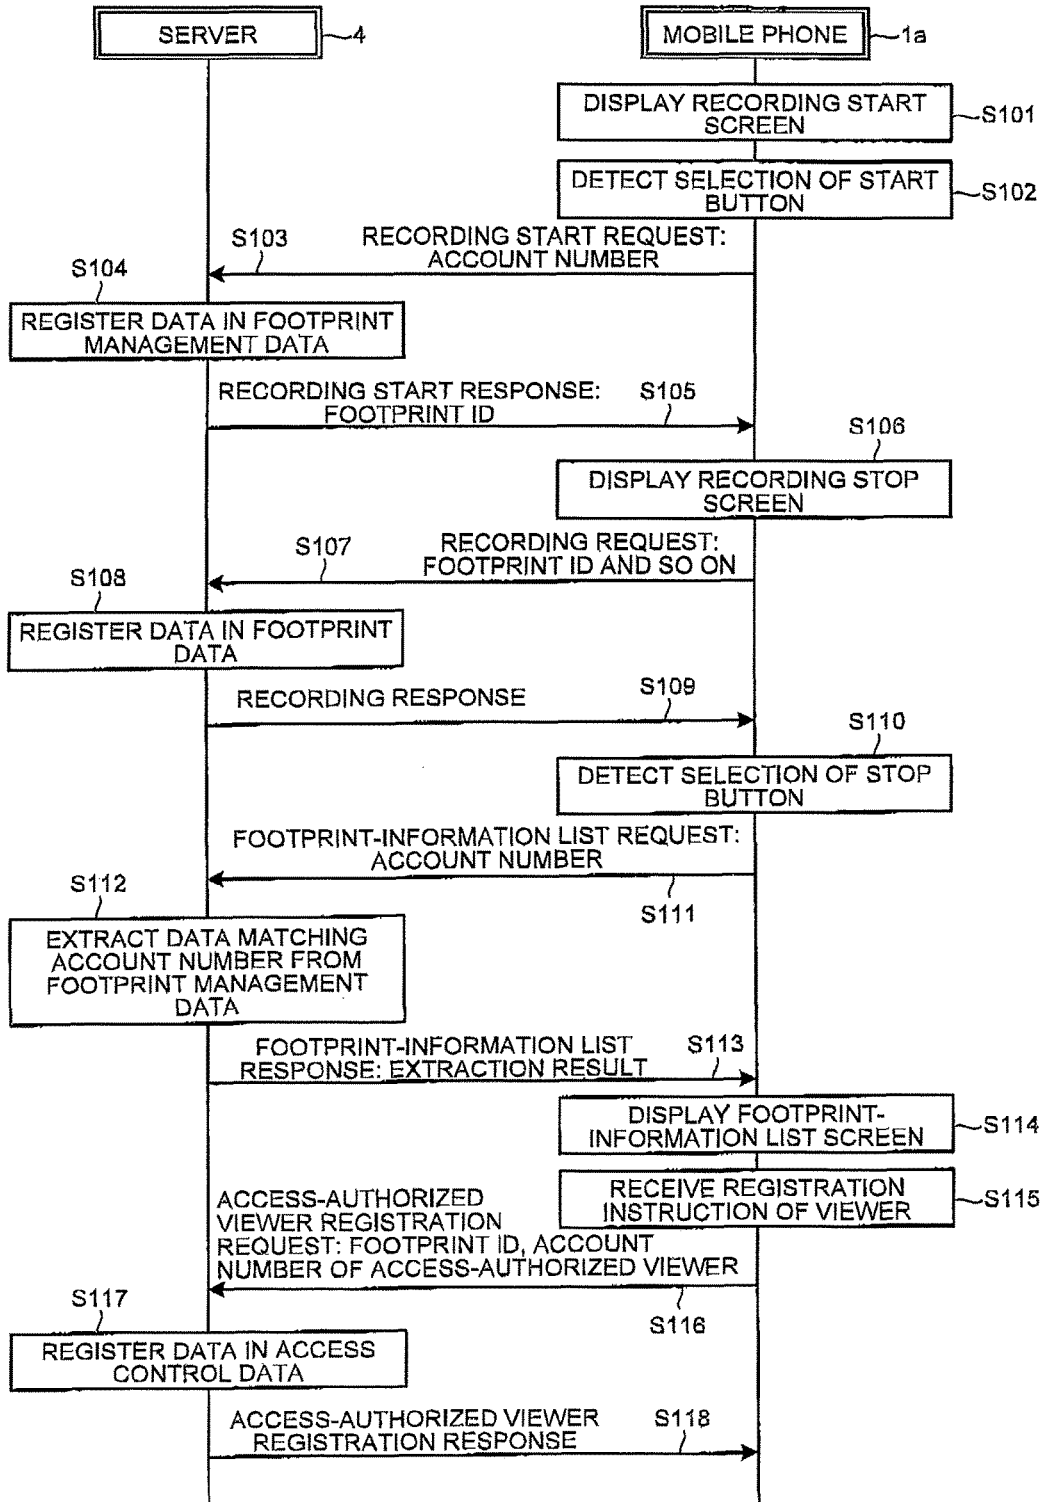 SERVER
4
MOBILE PHONE
1a
DISPLAY RECORDING START
SCREEN
S101
DETECT SELECTION OF START
BUTTON
S102
S103
RECORDING START REQUEST:
ACCOUNT NUMBER
S104
REGISTER DATA IN FOOTPRINT
MANAGEMENT DATA
RECORDING START RESPONSE:
FOOTPRINT ID
S105
S106
DISPLAY RECORDING STOP
SCREEN
S107
RECORDING REQUEST:
FOOTPRINT ID AND SO ON
S108
REGISTER DATA IN FOOTPRINT
DATA
RECORDING RESPONSE
S109
S110
DETECT SELECTION OF STOP
BUTTON
FOOTPRINT-INFORMATION LIST REQUEST:
ACCOUNT NUMBER
S111
S112
EXTRACT DATA MATCHING
ACCOUNT NUMBER FROM
FOOTPRINT MANAGEMENT
DATA
FOOTPRINT-INFORMATION LIST
RESPONSE: EXTRACTION RESULT
S113
DISPLAY FOOTPRINT-
INFORMATION LIST SCREEN
S114
RECEIVE REGISTRATION
INSTRUCTION OF VIEWER
S115
ACCESS-AUTHORIZED
VIEWER REGISTRATION
REQUEST: FOOTPRINT ID, ACCOUNT
NUMBER OF ACCESS-AUTHORIZED VIEWER
S116
S117
REGISTER DATA IN ACCESS
CONTROL DATA
ACCESS-AUTHORIZED VIEWER
REGISTRATION RESPONSE
S118